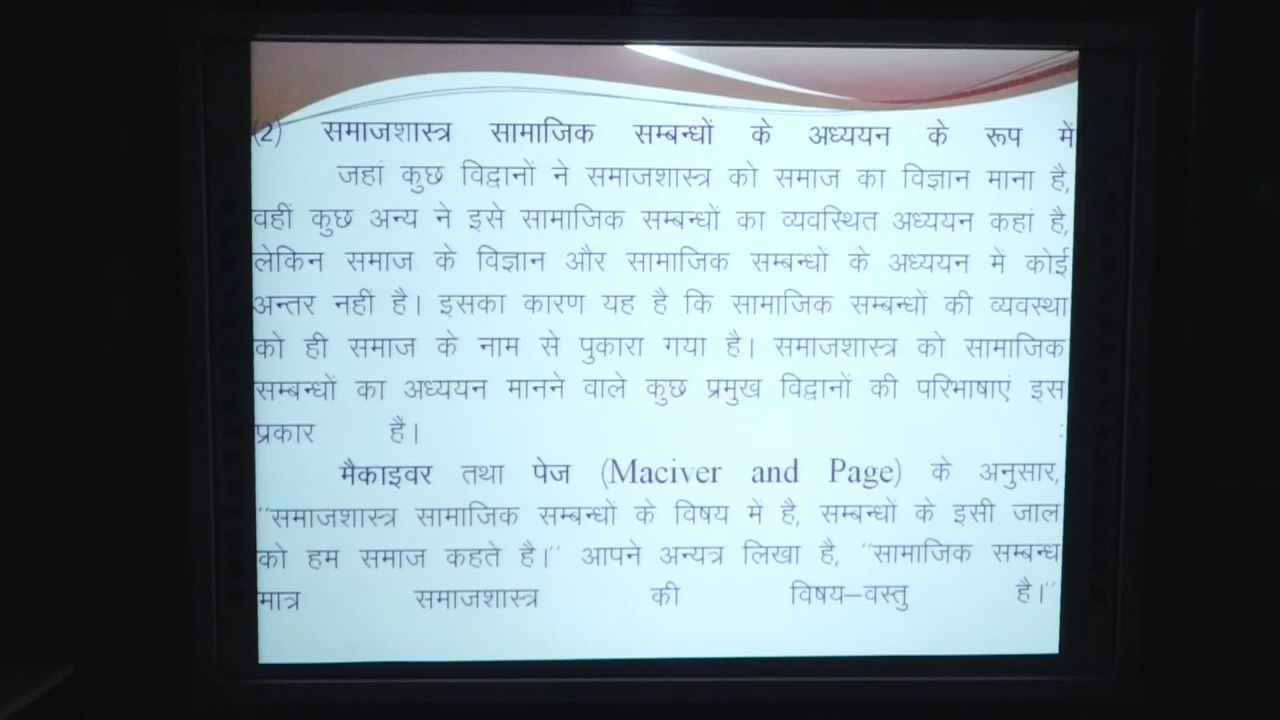 (2) समाजशास्त्र सामाजिक सम्बन्धों के अध्ययन के रूप में
जहां कुछ विद्वानों ने समाजशास्त्र को समाज का विज्ञान माना है,
वहीं कुछ अन्य ने इसे सामाजिक सम्बन्धों का व्यवस्थित अध्ययन कहां है,
लेकिन समाज के विज्ञान और सामाजिक सम्बन्धों के अध्ययन में कोई
अन्तर नहीं है। इसका कारण यह है कि सामाजिक सम्बन्धों की व्यवस्था
को ही समाज के नाम से पुकारा गया है। समाजशास्त्र को सामाजिक
सम्बन्धों का अध्ययन मानने वाले कुछ प्रमुख विद्वानों की परिभाषाएं इस
प्रकार है। :
मैकाइवर तथा पेज (Maciver and Page) के अनुसार,
“समाजशास्त्र सामाजिक सम्बन्धों के विषय में है, सम्बन्धों के इसी जाल
को हम समाज कहते है।” आपने अन्यत्र लिखा है, “सामाजिक सम्बन्ध
मात्र समाजशास्त्र की विषय–वस्तु है।”